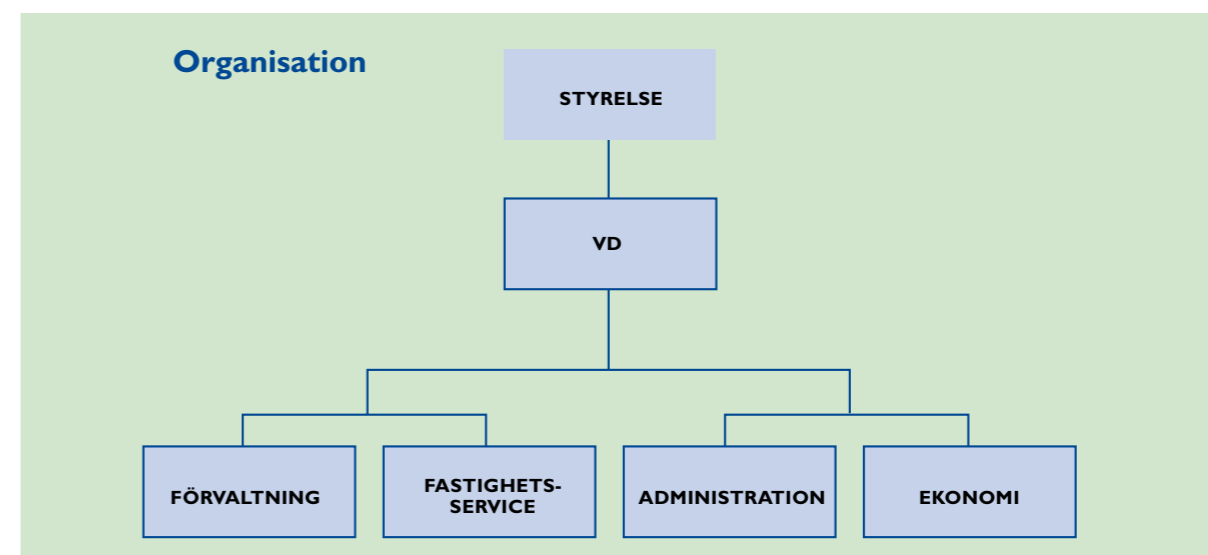 Organisation
STYRELSE
VD
FÖRVALTNING
FASTIGHETS-
SERVICE
ADMINISTRATION
EKONOMI